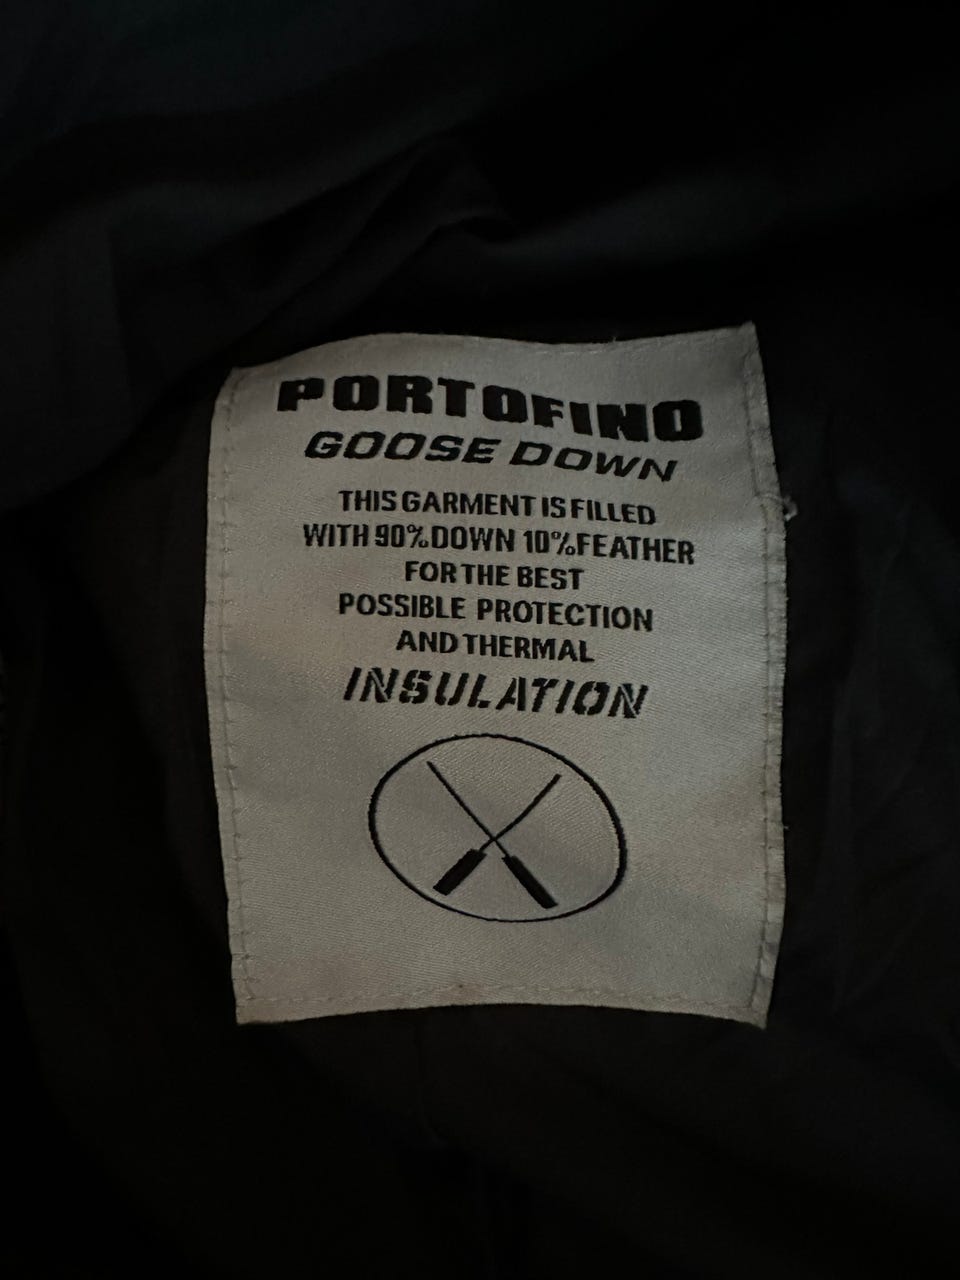 PORTOFINO
GOOSE DOWN
THIS GARMENT IS FILLED
WITH 90% DOWN 10% FEATHER
FOR THE BEST
POSSIBLE PROTECTION
AND THERMAL
INSULATION